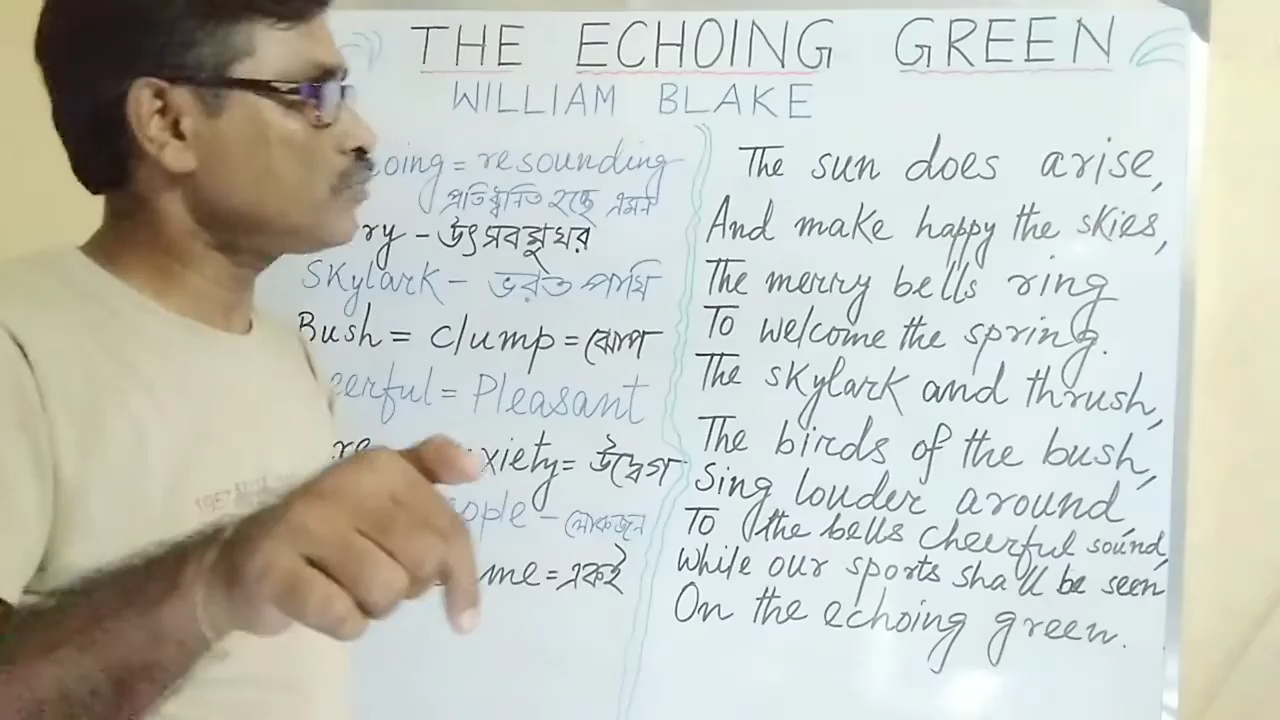 THE ECHOING GREEN
WILLIAM BLAKE
oing = resounding
প্রতিধ্বনিত হচ্ছে এমন
ry - উৎসবমুখর
Skylark - ভরত পাখি
Bush = clump = ঝোপ
eerful = Pleasant
re xiety = উদ্বেগ
ople - লোকজন
me = একই
The sun does arise,
And make happy the skies,
The merry bells ring
To welcome the spring.
The skylark and thrush,
The birds of the bush,
Sing louder around,
To the bells cheerful sound,
While our sports shall be seen
On the echoing green.